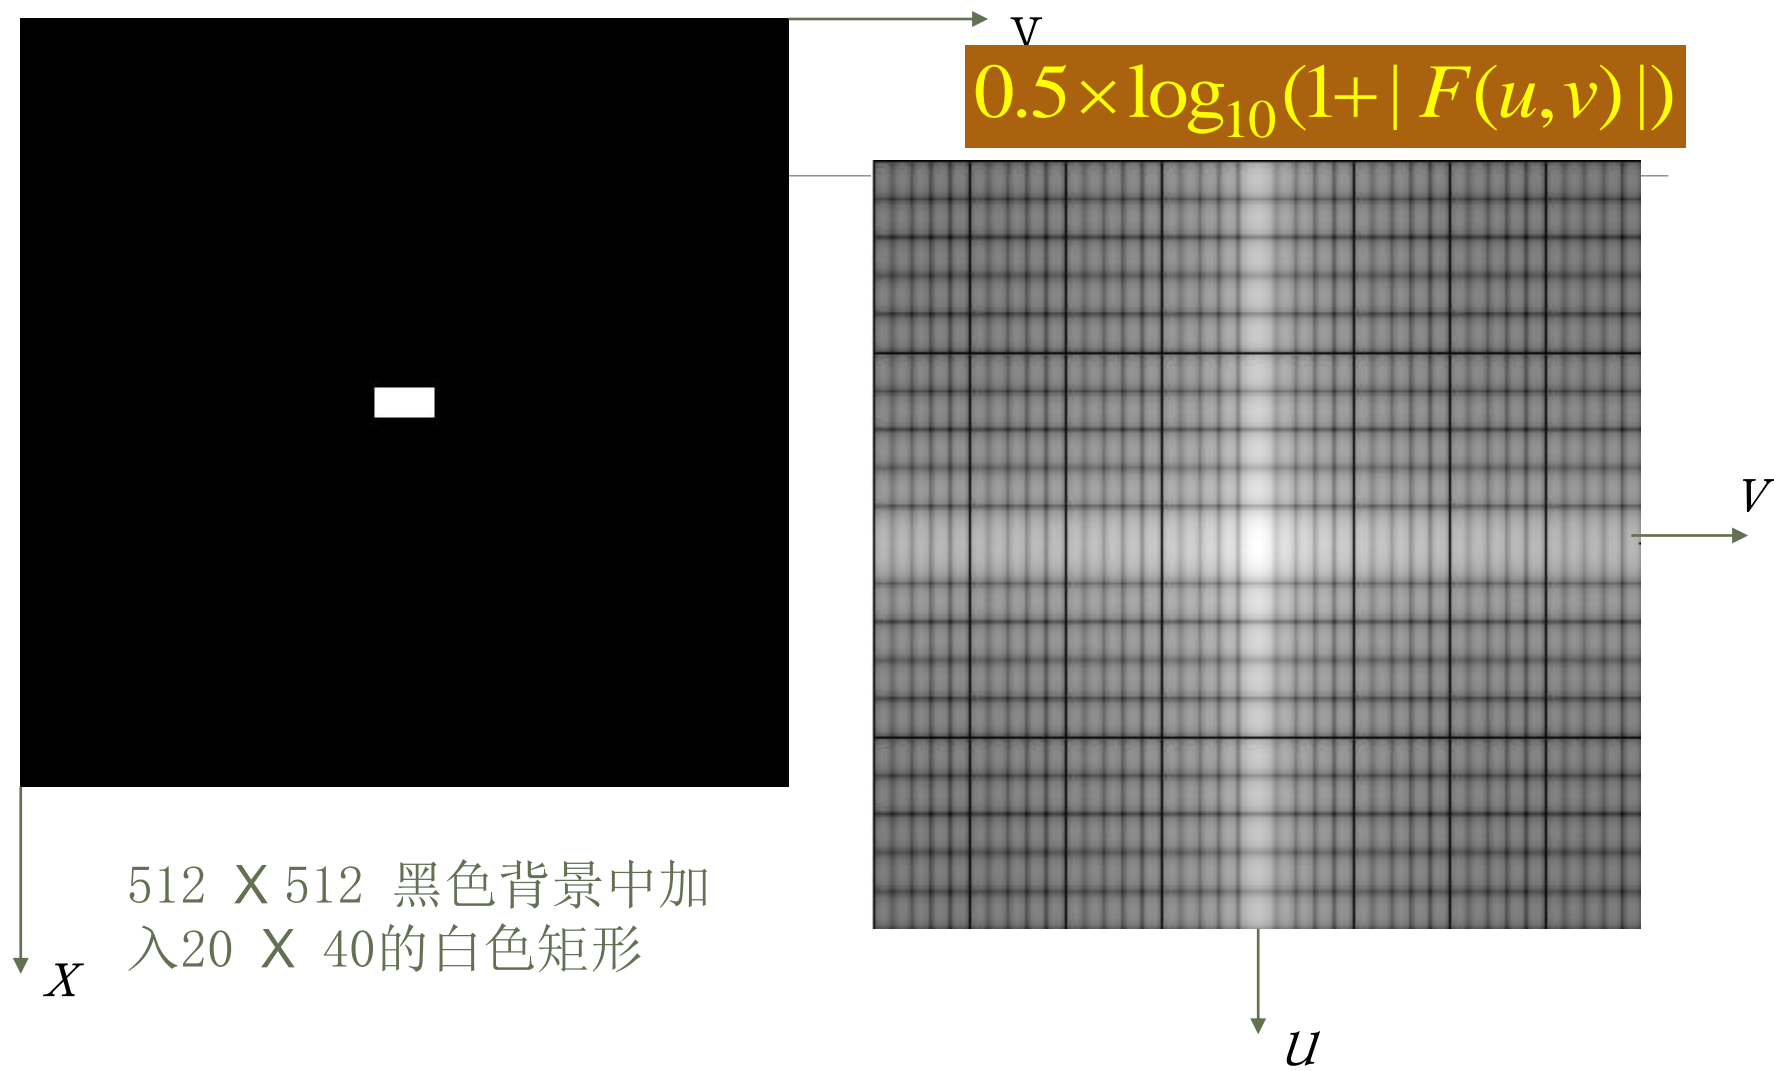 y
0.5×log₁₀(1+| F(u,v) |)
v
512 X 512 黑色背景中加
入20 X 40的白色矩形
x
u